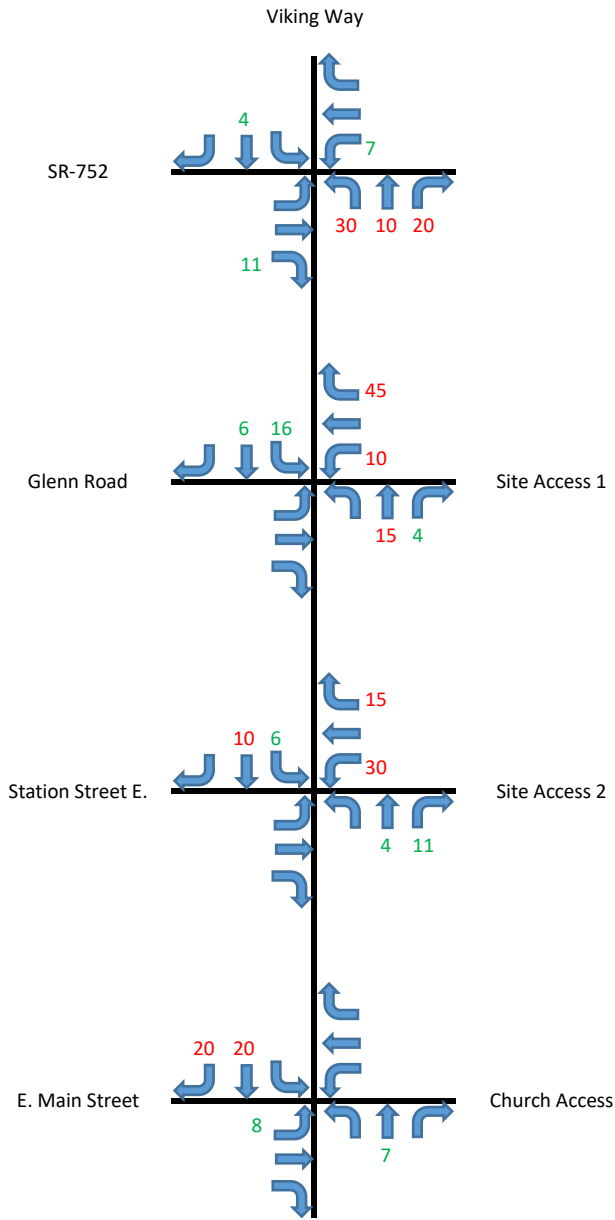 Viking Way
4
7
SR-752
30 10 20
11
45
6 16
10
Glenn Road
Site Access 1
15 4
15
10 6
30
Station Street E.
Site Access 2
4 11
20 20
E. Main Street
Church Access
8
7